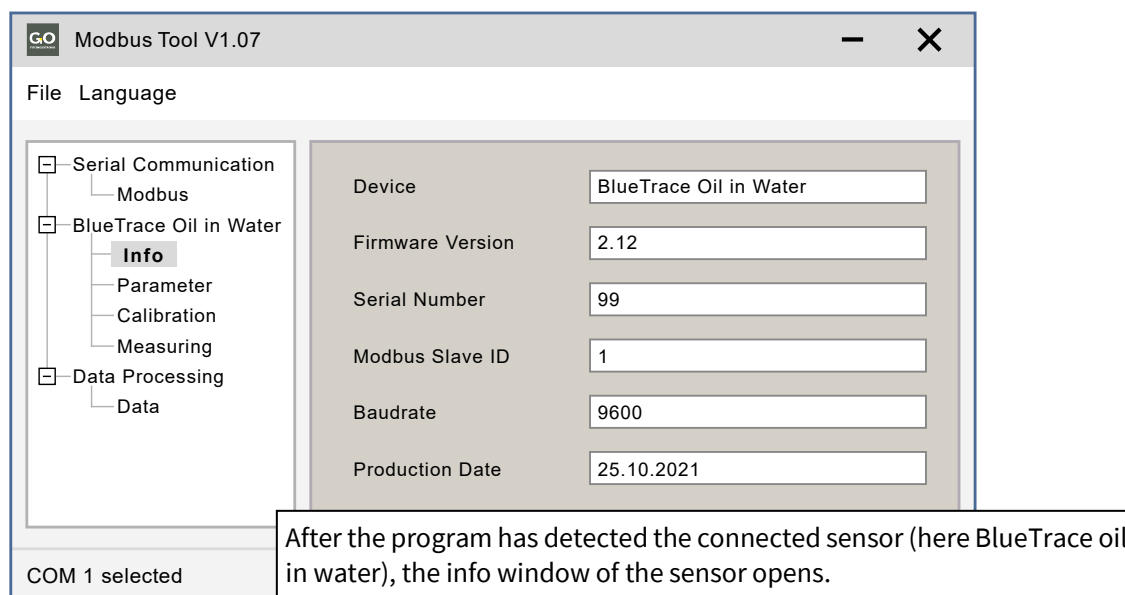 GO
Modbus Tool V1.07
File Language
Serial Communication
Modbus
BlueTrace Oil in Water
Info
Parameter
Calibration
Measuring
Data Processing
Data
Device
BlueTrace Oil in Water
Firmware Version
2.12
Serial Number
99
Modbus Slave ID
1
Baudrate
9600
Production Date
25.10.2021
After the program has detected the connected sensor (here BlueTrace oil
in water), the info window of the sensor opens.
COM 1 selected